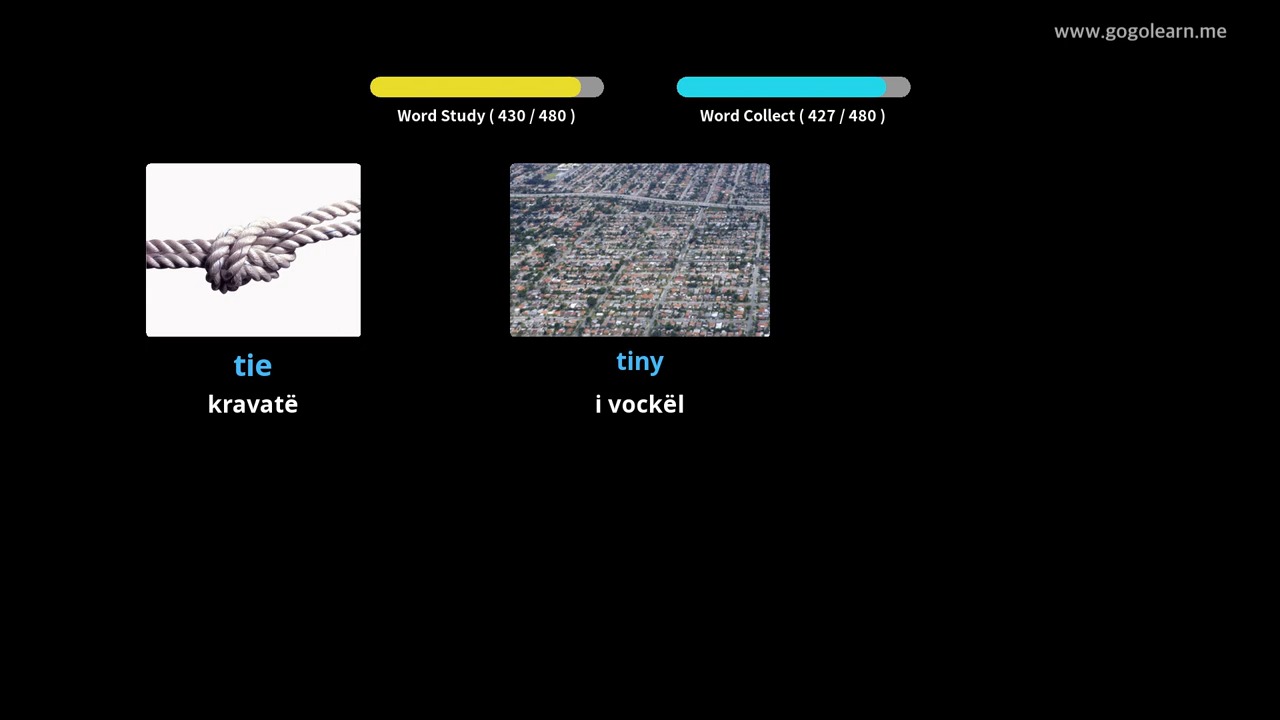 www.gogolearn.me
Word Study ( 430 / 480 )
Word Collect ( 427 / 480 )
tie
kravatë
tiny
i vockël